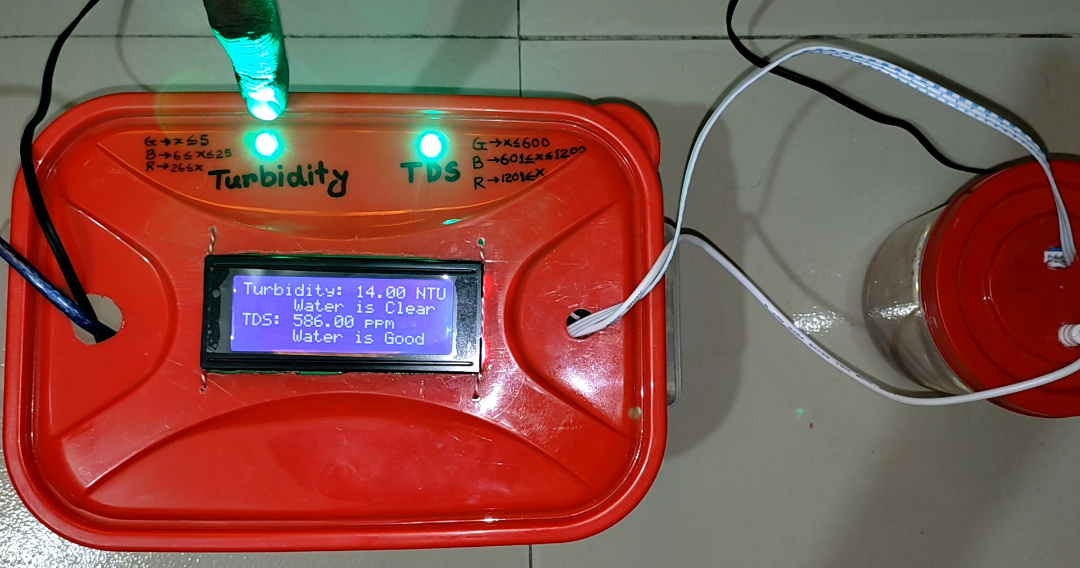 G→x≤5
B→6≤x≤25
R→26≤x
Turbidity
TDS
G→x≤600
B→601≤x≤1200
R→1201≤x
Turbidity: 14.00 NTU
Water is Clear
TDS: 586.00 ppm
Water is Good